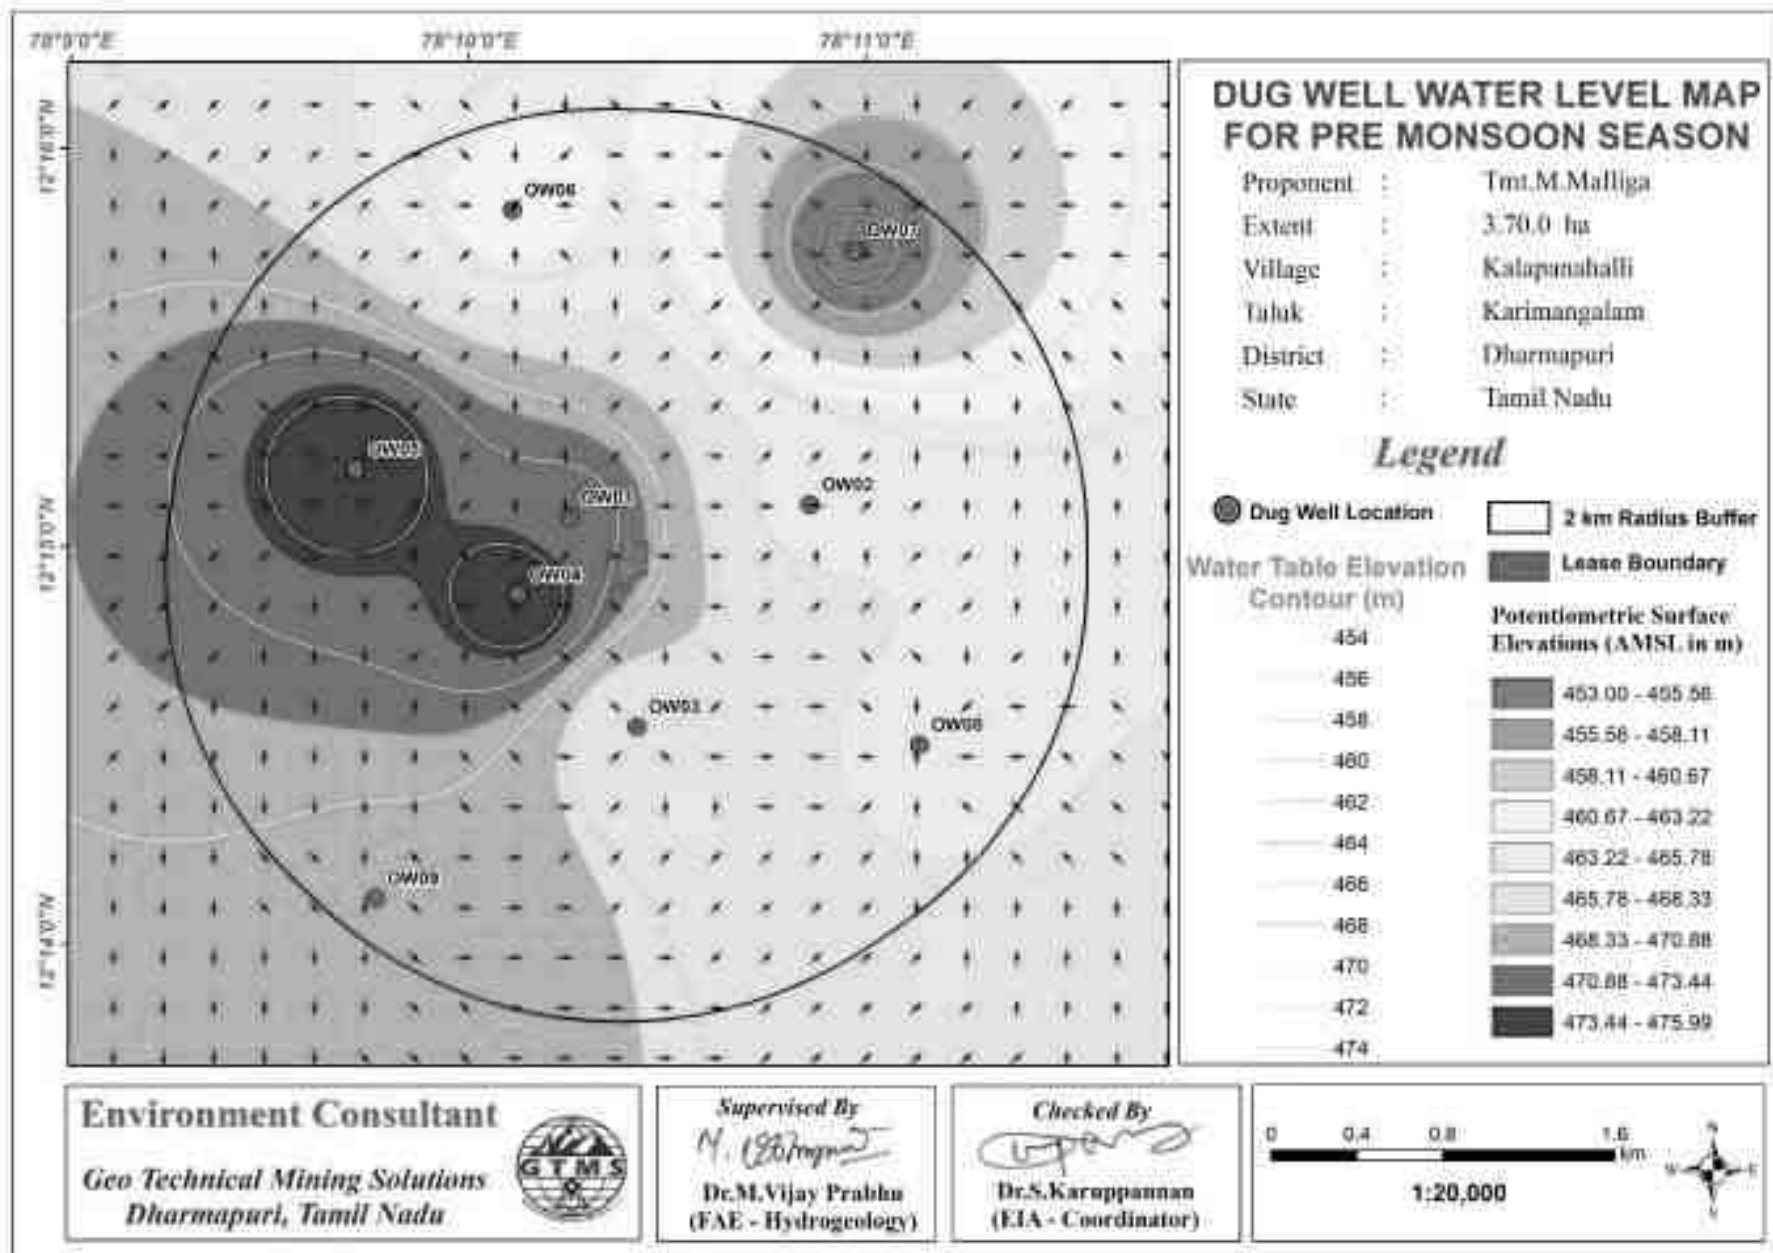 78°9'0"E 78°10'0"E 78°11'0"E
12°16'0"N
12°15'0"N
12°14'0"N
OW06
OW07
OW05
OW01
OW02
OW04
OW03
OW08
OW09
DUG WELL WATER LEVEL MAP
FOR PRE MONSOON SEASON
Proponent : Tmt.M.Malliga
Extent : 3.70.0 ha
Village : Kalapanahalli
Taluk : Karimangalam
District : Dharmapuri
State : Tamil Nadu
Legend
Dug Well Location
2 km Radius Buffer
Lease Boundary
Water Table Elevation
Contour (m)
454
456
458
460
462
464
466
468
470
472
474
Potentiometric Surface
Elevations (AMSL in m)
453.00 - 455.56
455.56 - 458.11
458.11 - 460.67
460.67 - 463.22
463.22 - 465.78
465.78 - 468.33
468.33 - 470.88
470.88 - 473.44
473.44 - 475.99
Environment Consultant
Geo Technical Mining Solutions
Dharmapuri, Tamil Nadu
GTMS
Supervised By
Dr.M.Vijay Prabhu
(FAE - Hydrogeology)
Checked By
Dr.S.Karuppannan
(EIA - Coordinator)
0 0.4 0.8 1.6
km
1:20,000
N
W E
S